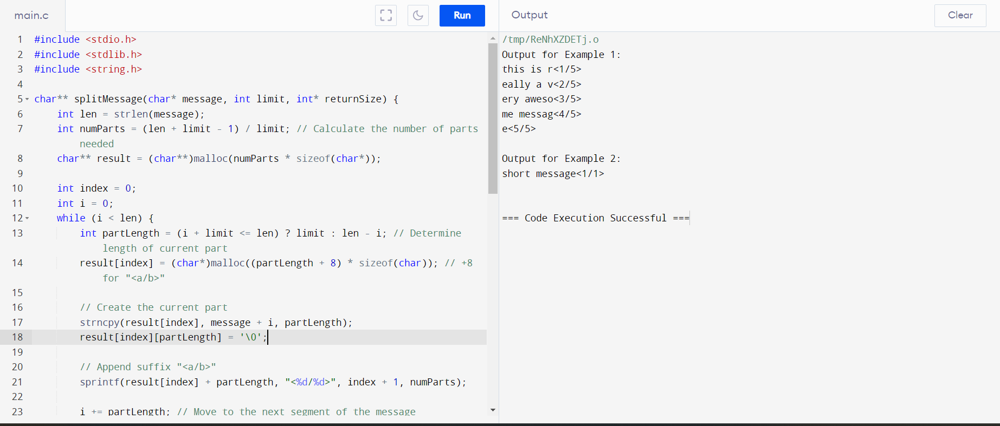 main.c
Run
1 #include <stdio.h>
2 #include <stdlib.h>
3 #include <string.h>
4
5 char** splitMessage(char* message, int limit, int* returnSize) {
6 int len = strlen(message);
7 int numParts = (len + limit - 1) / limit; // Calculate the number of parts
needed
8 char** result = (char**)malloc(numParts * sizeof(char*));
9
10 int index = 0;
11 int i = 0;
12 while (i < len) {
13 int partLength = (i + limit <= len) ? limit : len - i; // Determine
length of current part
14 result[index] = (char*)malloc((partLength + 8) * sizeof(char)); // +8
for "<a/b>"
15
16 // Create the current part
17 strncpy(result[index], message + i, partLength);
18 result[index][partLength] = '\0';
19
20 // Append suffix "<a/b>"
21 sprintf(result[index] + partLength, "<%d/%d>", index + 1, numParts);
22
23 i += partLength; // Move to the next segment of the message
Output
Clear
/tmp/ReNhXZDETj.o
Output for Example 1:
this is r<1/5>
eally a v<2/5>
ery aweso<3/5>
me messag<4/5>
e<5/5>
Output for Example 2:
short message<1/1>
=== Code Execution Successful ===